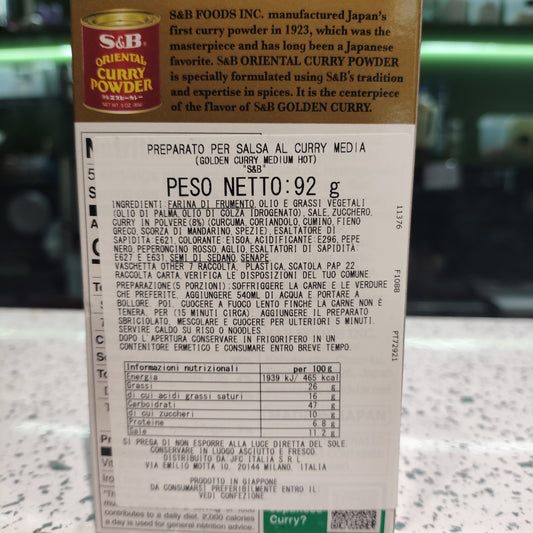 S&B FOODS INC. manufactured Japan's
first curry powder in 1923, which was the
masterpiece and has long been a Japanese
favorite. S&B ORIENTAL CURRY POWDER
is specially formulated using S&B's tradition
and expertise in spices. It is the centerpiece
of the flavor of S&B GOLDEN CURRY.
S&B
ORIENTAL
CURRY
POWDER
PREPARATO PER SALSA AL CURRY MEDIA
(GOLDEN CURRY MEDIUM HOT)
"S&B"
PESO NETTO:92 g
INGREDIENTI:FARINA DI FRUMENTO,OLIO E GRASSI VEGETALI
(OLIO DI PALMA,OLIO DI COLZA IDROGENATO),SALE,ZUCCHERO,
CURRY IN POLVERE(8%)(CURCUMA,CORIANDOLO,CUMINO,FIENO
GRECO,SCORZA DI MANDARINO,SPEZIE),ESALTATORE DI
SAPIDITA E621,COLORANTE:E150A,ACIDIFICANTE:E296,PEPE
NERO,PEPERONCINO ROSSO,AGLIO,ESALTATORI DI SAPIDITA
E627 E E631,SEMI DI SEDANO,SENAPE
VASCHETTA OTHER 7 RACCOLTA, PLASTICA,SCATOLA PAP 22
RACCOLTA CARTA.VERIFICA LE DISPOSIZIONI DEL TUO COMUNE
PREPARAZIONE(5 PORZIONI):SOFFRIGGERE LA CARNE E LE VERDURE
CHE PREFERITE, AGGIUNGERE 540ML DI ACQUA E PORTARE A
BOLLORE. POI, CUOCERE A FUOCO LENTO FINCHE LA CARNE NON È
TENERA, PER (15 MINUTI CIRCA). AGGIUNGERE IL PREPARATO
SBRICIOLATO, MESCOLARE E CUOCERE PER ULTERIORI 5 MINUTI.
SERVIRE CALDO SU RISO O NOODLES.
DOPO L'APERTURA CONSERVARE IN FRIGORIFERO IN UN
CONTENITORE ERMETICO E CONSUMARE ENTRO BREVE TEMPO.
Informazioni nutrizionali per 100g
Energia 1939 kJ/ 465 kcal
Grassi 26 g
di cui acidi grassi saturi 16 g
Carboidrati 47 g
di cui zuccheri 10 g
Proteine 6.8 g
Sale 11.2 g
SI PREGA DI NON ESPORRE ALLA LUCE DIRETTA DEL SOLE.
CONSERVARE IN LUOGO ASCIUTTO E FRESCO.
DISTRIBUITO DA JFC ITALIA S R L
VIA EMILIO MOTTA 10, 20144 MILANO, ITALIA
PRODOTTO IN GIAPPONE
DA CONSUMARSI PREFERIBILMENTE ENTRO IL:
VEDI CONFEZIONE
11376
F108B
PT72921
contributes to a daily diet. 2,000 calories
a day is used for general nutrition advice.
Curry?